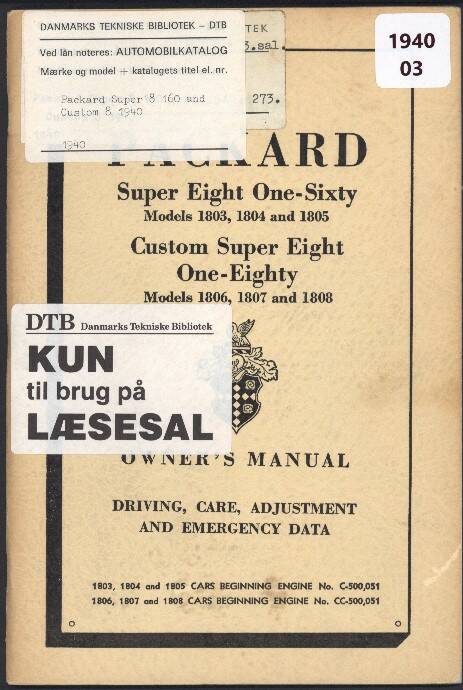 DANMARKS TEKNISKE BIBLIOTEK – DTB
Ved lån noteres: AUTOMOBILKATALOG
Mærke og model + katalogets titel el. nr.
Packard Super 8 160 and
Custom 8 1940
1940
TEK
3.sal.
273.
1940
03
PACKARD
Super Eight One-Sixty
Models 1803, 1804 and 1805
Custom Super Eight
One-Eighty
Models 1806, 1807 and 1808
DTB Danmarks Tekniske Bibliotek
KUN
til brug på
LÆSESAL
OWNER'S MANUAL
DRIVING, CARE, ADJUSTMENT
AND EMERGENCY DATA
1803, 1804 and 1805 CARS BEGINNING ENGINE No. C-500,051
1806, 1807 and 1808 CARS BEGINNING ENGINE No. CC-500,051